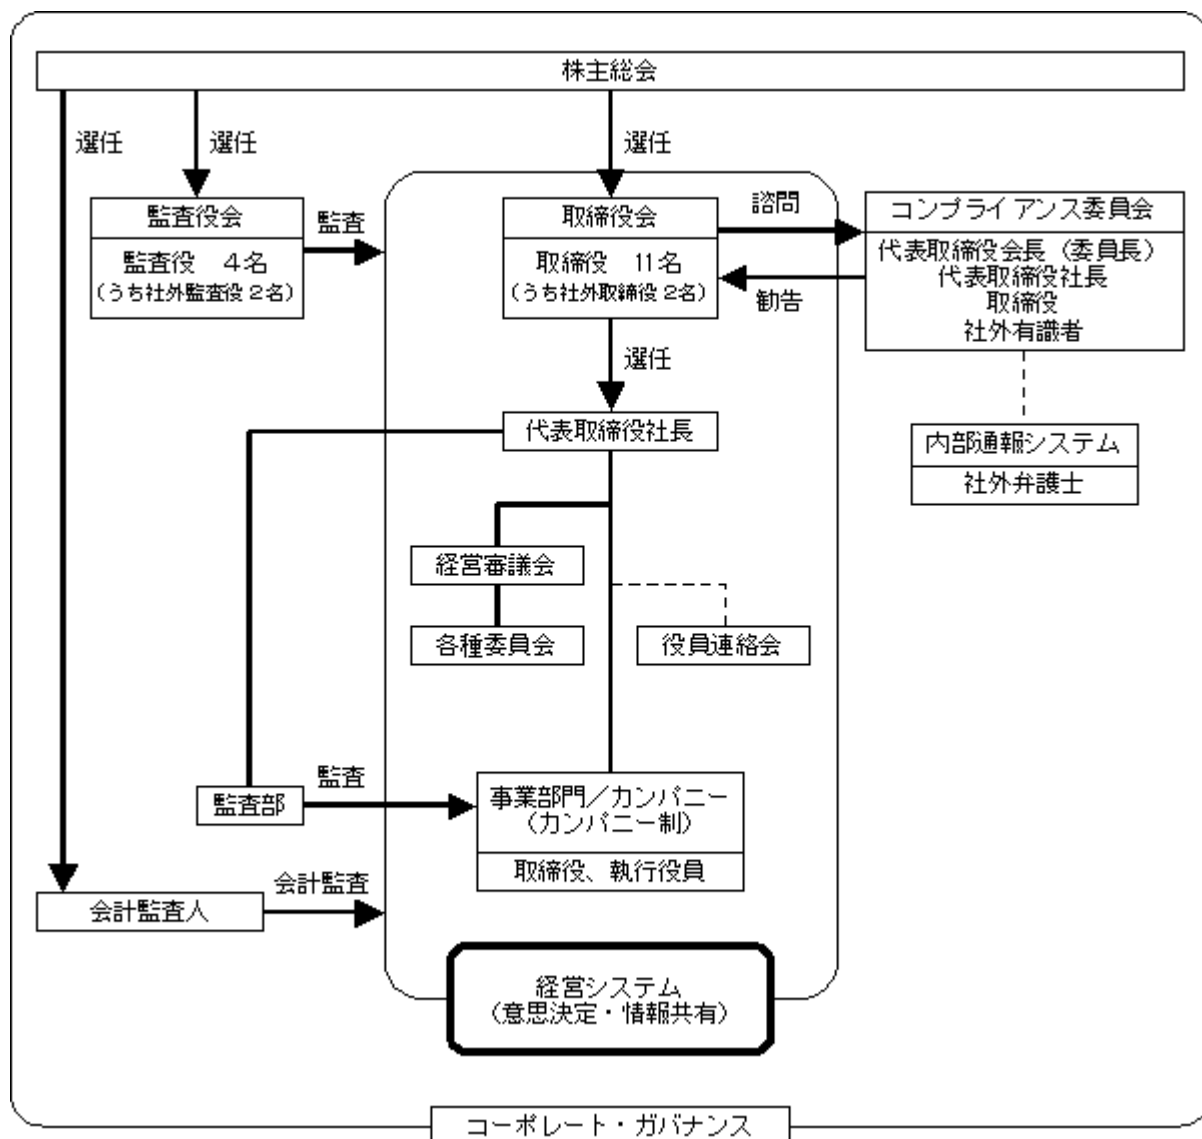 株主総会
選任
選任
選任
監査役会
監査役 4名
(うち社外監査役2名)
監査
取締役会
取締役 11名
(うち社外取締役2名)
諮問
勧告
コンプライアンス委員会
代表取締役会長(委員長)
代表取締役社長
取締役
社外有識者
選任
代表取締役社長
内部通報システム
社外弁護士
経営審議会
各種委員会
役員連絡会
監査部
監査
事業部門/カンパニー
(カンパニー制)
取締役、執行役員
会計監査人
会計監査
経営システム
(意思決定・情報共有)
コーポレート・ガバナンス